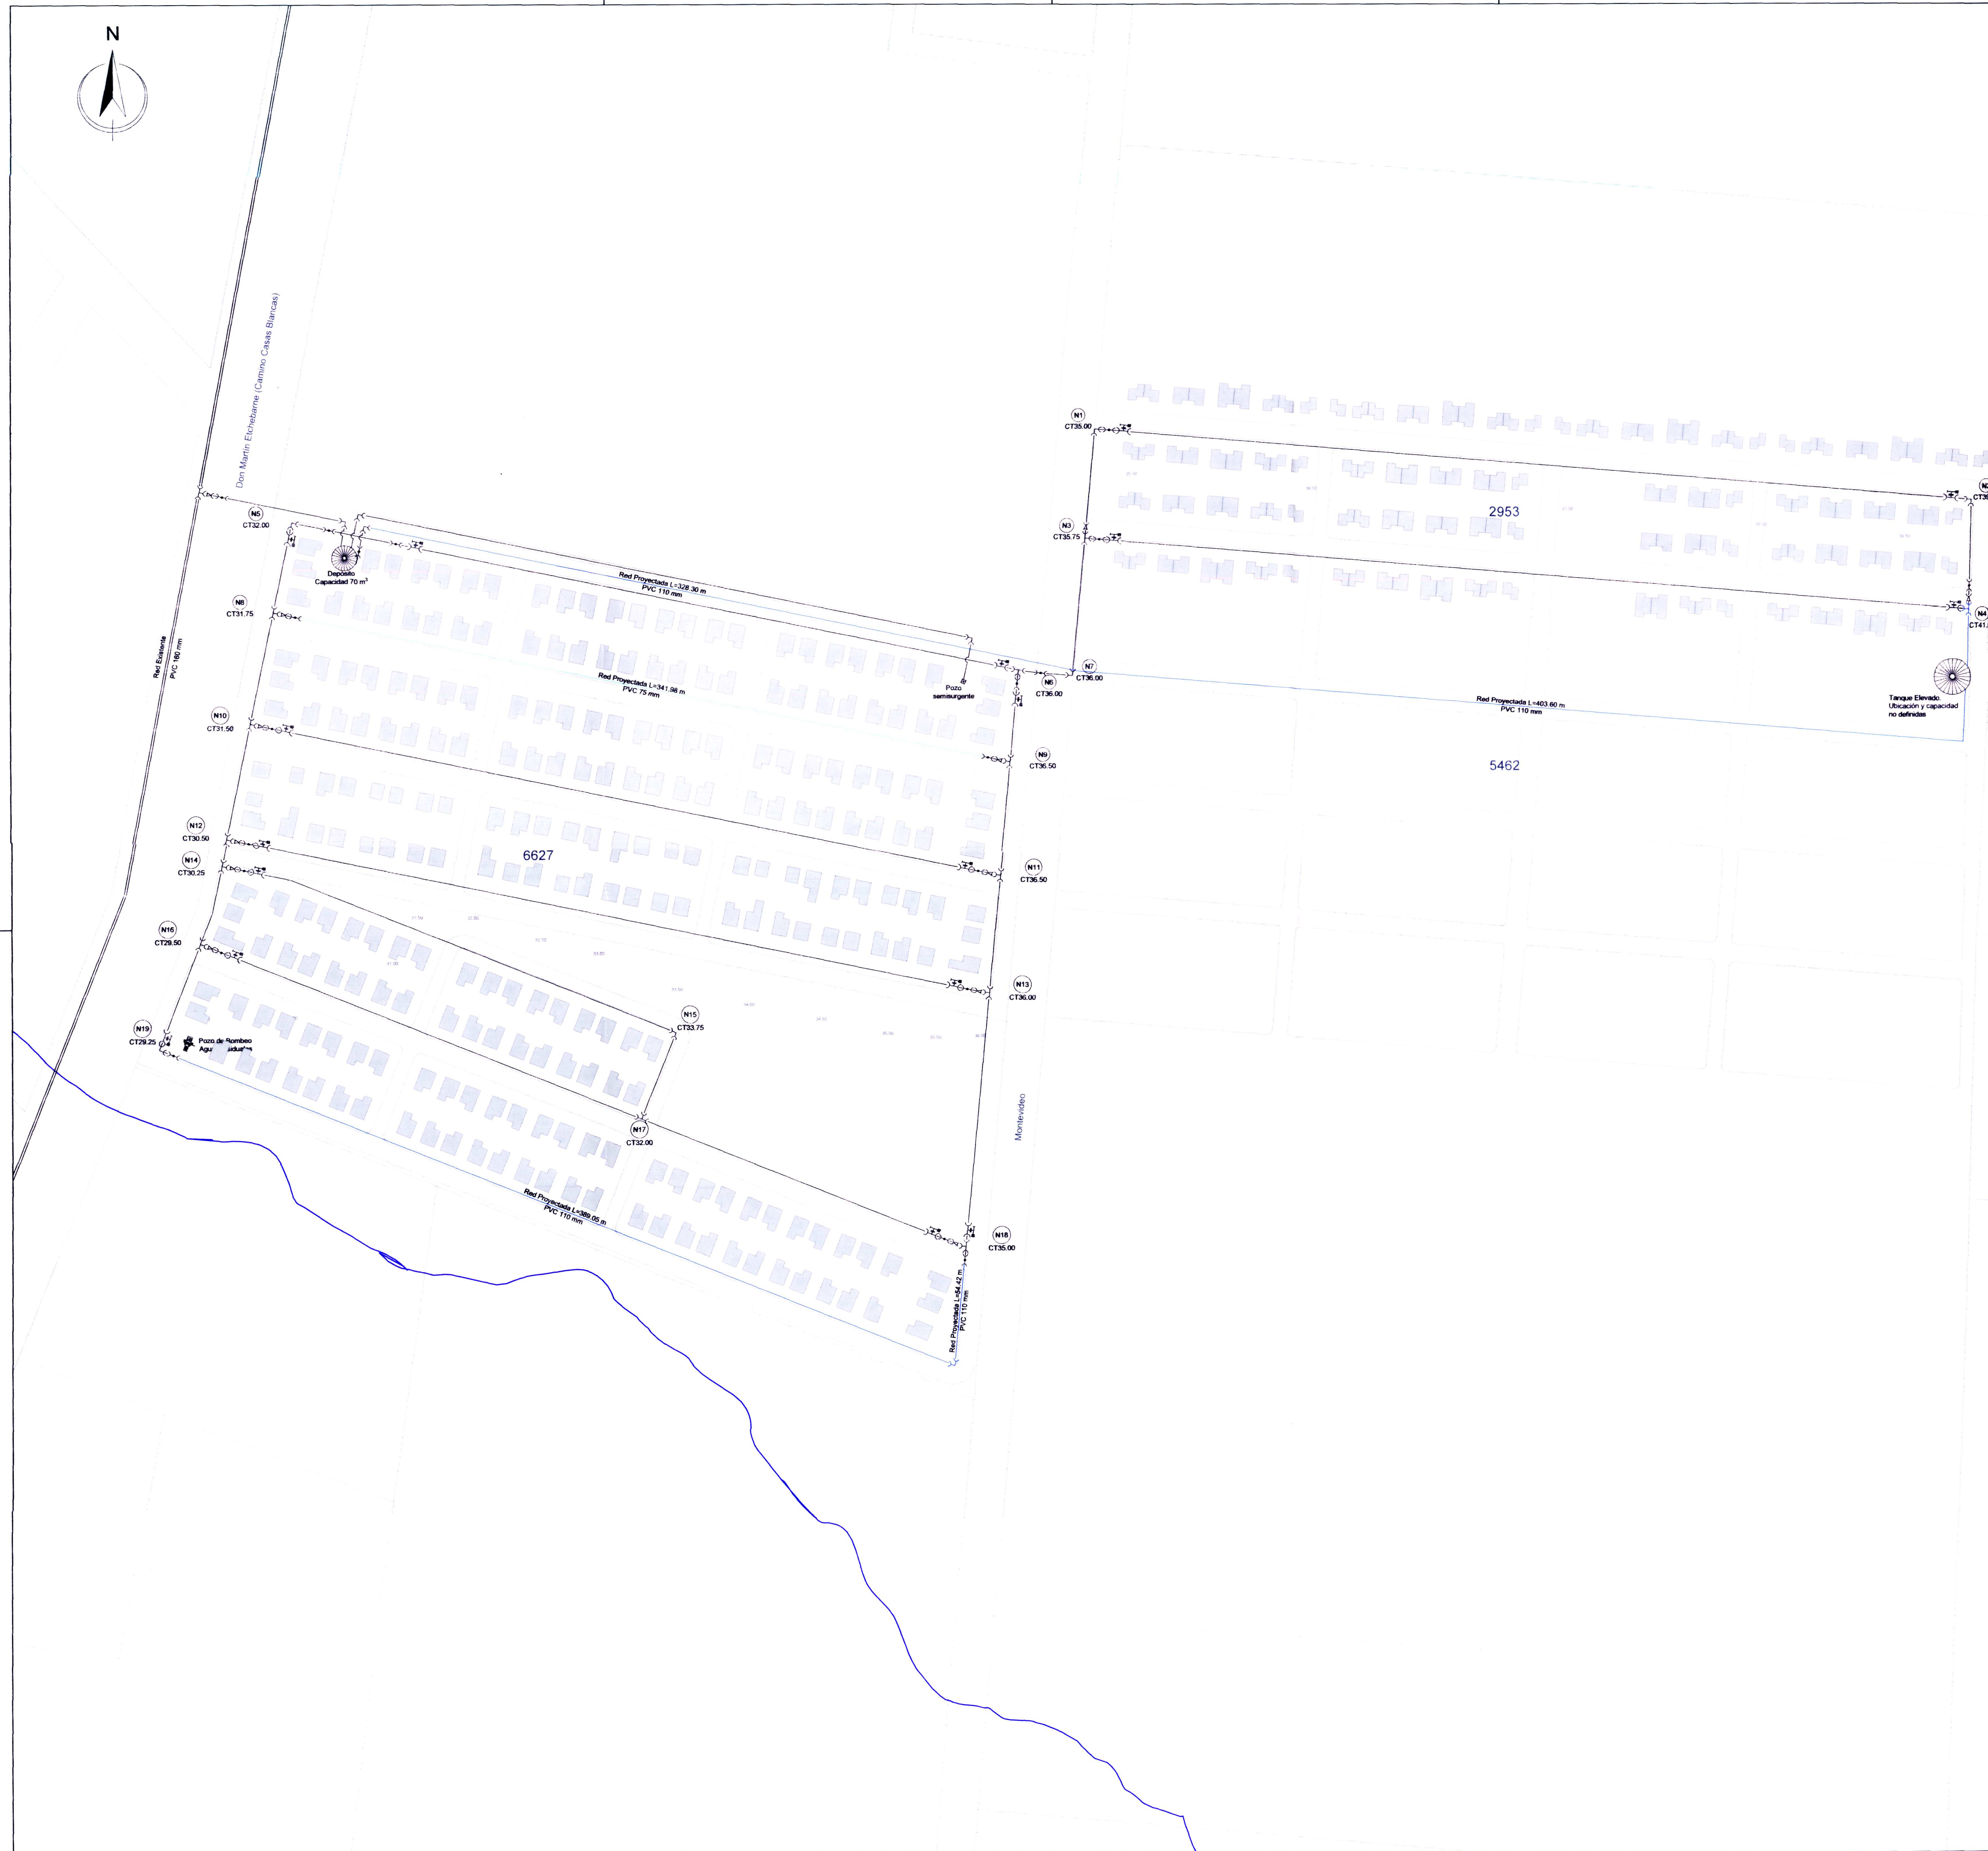 N
Don Martin Etchebarne (Camino Casas Blancas)
N1
CT35.00
N5
CT32.00
Depósito
Capacidad 70 m³
Red Proyectada L=328.30 m
PVC 110 mm
N3
CT35.75
2953
N8
CT31.75
Red Existente
PVC 160 mm
Red Proyectada L=341.98 m
PVC 75 mm
Pozo
semisurgente
N6
CT36.00
N7
CT36.00
N4
Red Proyectada L=403.60 m
PVC 110 mm
Tanque Elevado.
Ubicación y capacidad
no definidas
N10
CT31.50
N9
CT36.50
5462
N12
CT30.50
N14
CT30.25
6627
N11
CT36.50
N16
CT29.50
N13
CT36.00
N15
CT33.75
N19
CT29.25
Pozo de Bombeo
N17
CT32.00
Montevideo
Red Proyectada L=389.05 m
PVC 110 mm
N18
CT35.00
Red Proyectada L=54.42 m
PVC 110 mm